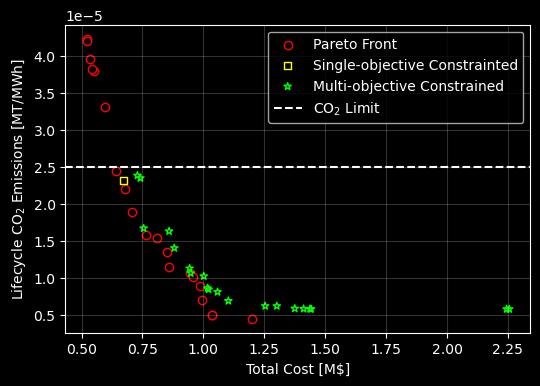 1e−5
Pareto Front
Single-objective Constrainted
Multi-objective Constrained
CO₂ Limit
4.0
3.5
3.0
2.5
2.0
1.5
1.0
0.5
Lifecycle CO₂ Emissions [MT/MWh]
0.50 0.75 1.00 1.25 1.50 1.75 2.00 2.25
Total Cost [M$]